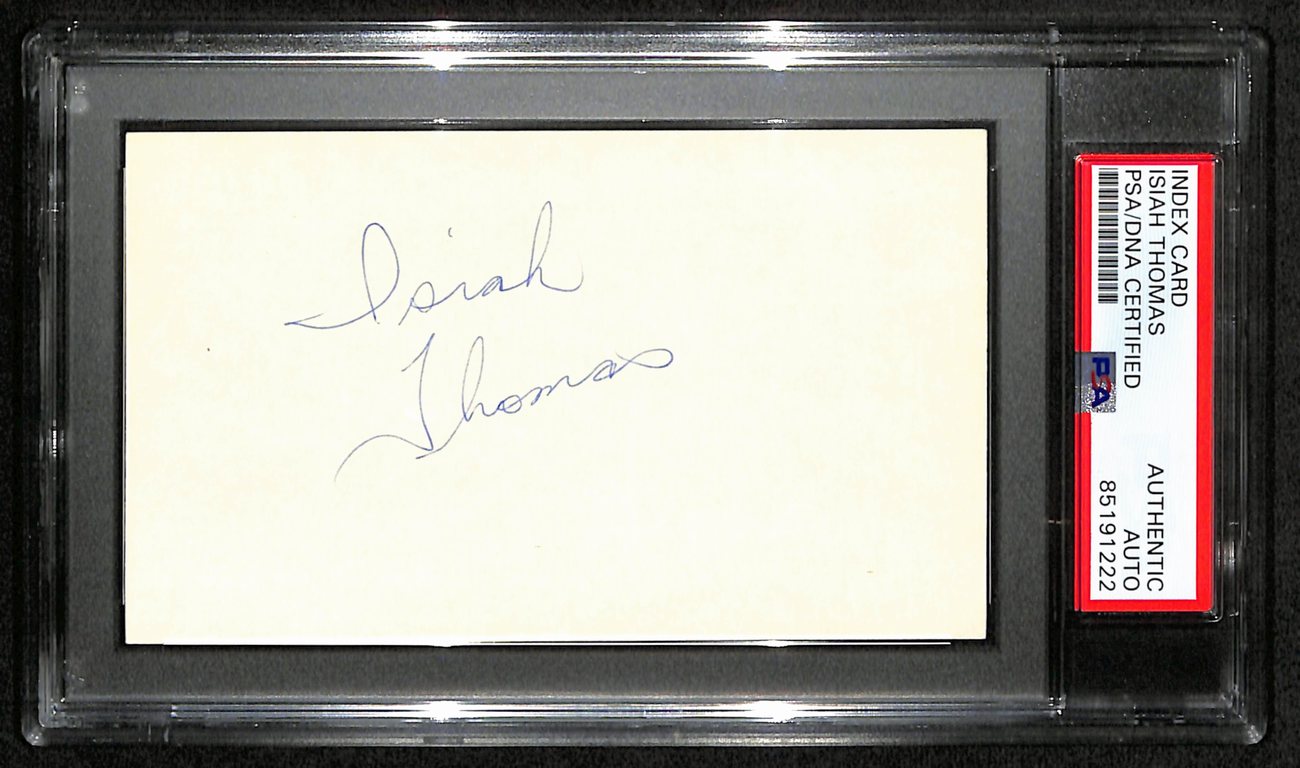 Isiah
Thomas
INDEX CARD
ISIAH THOMAS
PSA/DNA CERTIFIED
AUTHENTIC
AUTO
85191222
PSA